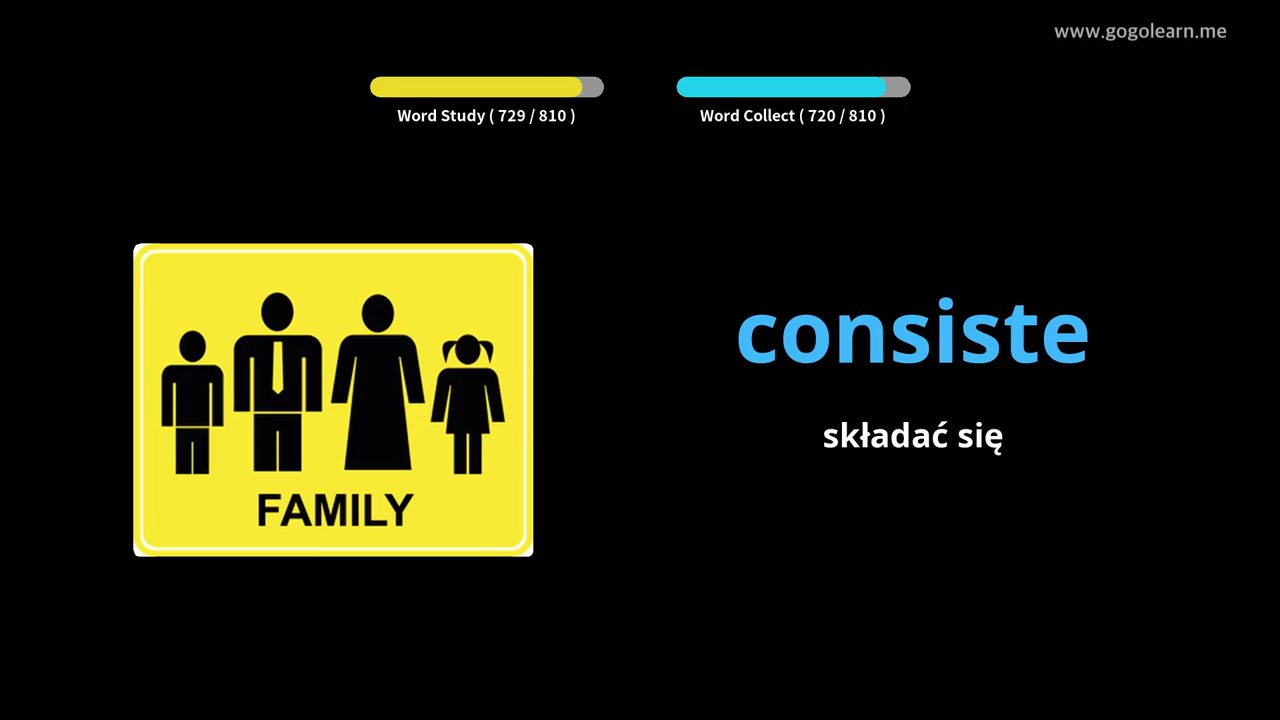 www.gogolearn.me
Word Study ( 729 / 810 )
Word Collect ( 720 / 810 )
FAMILY
consiste
składać się